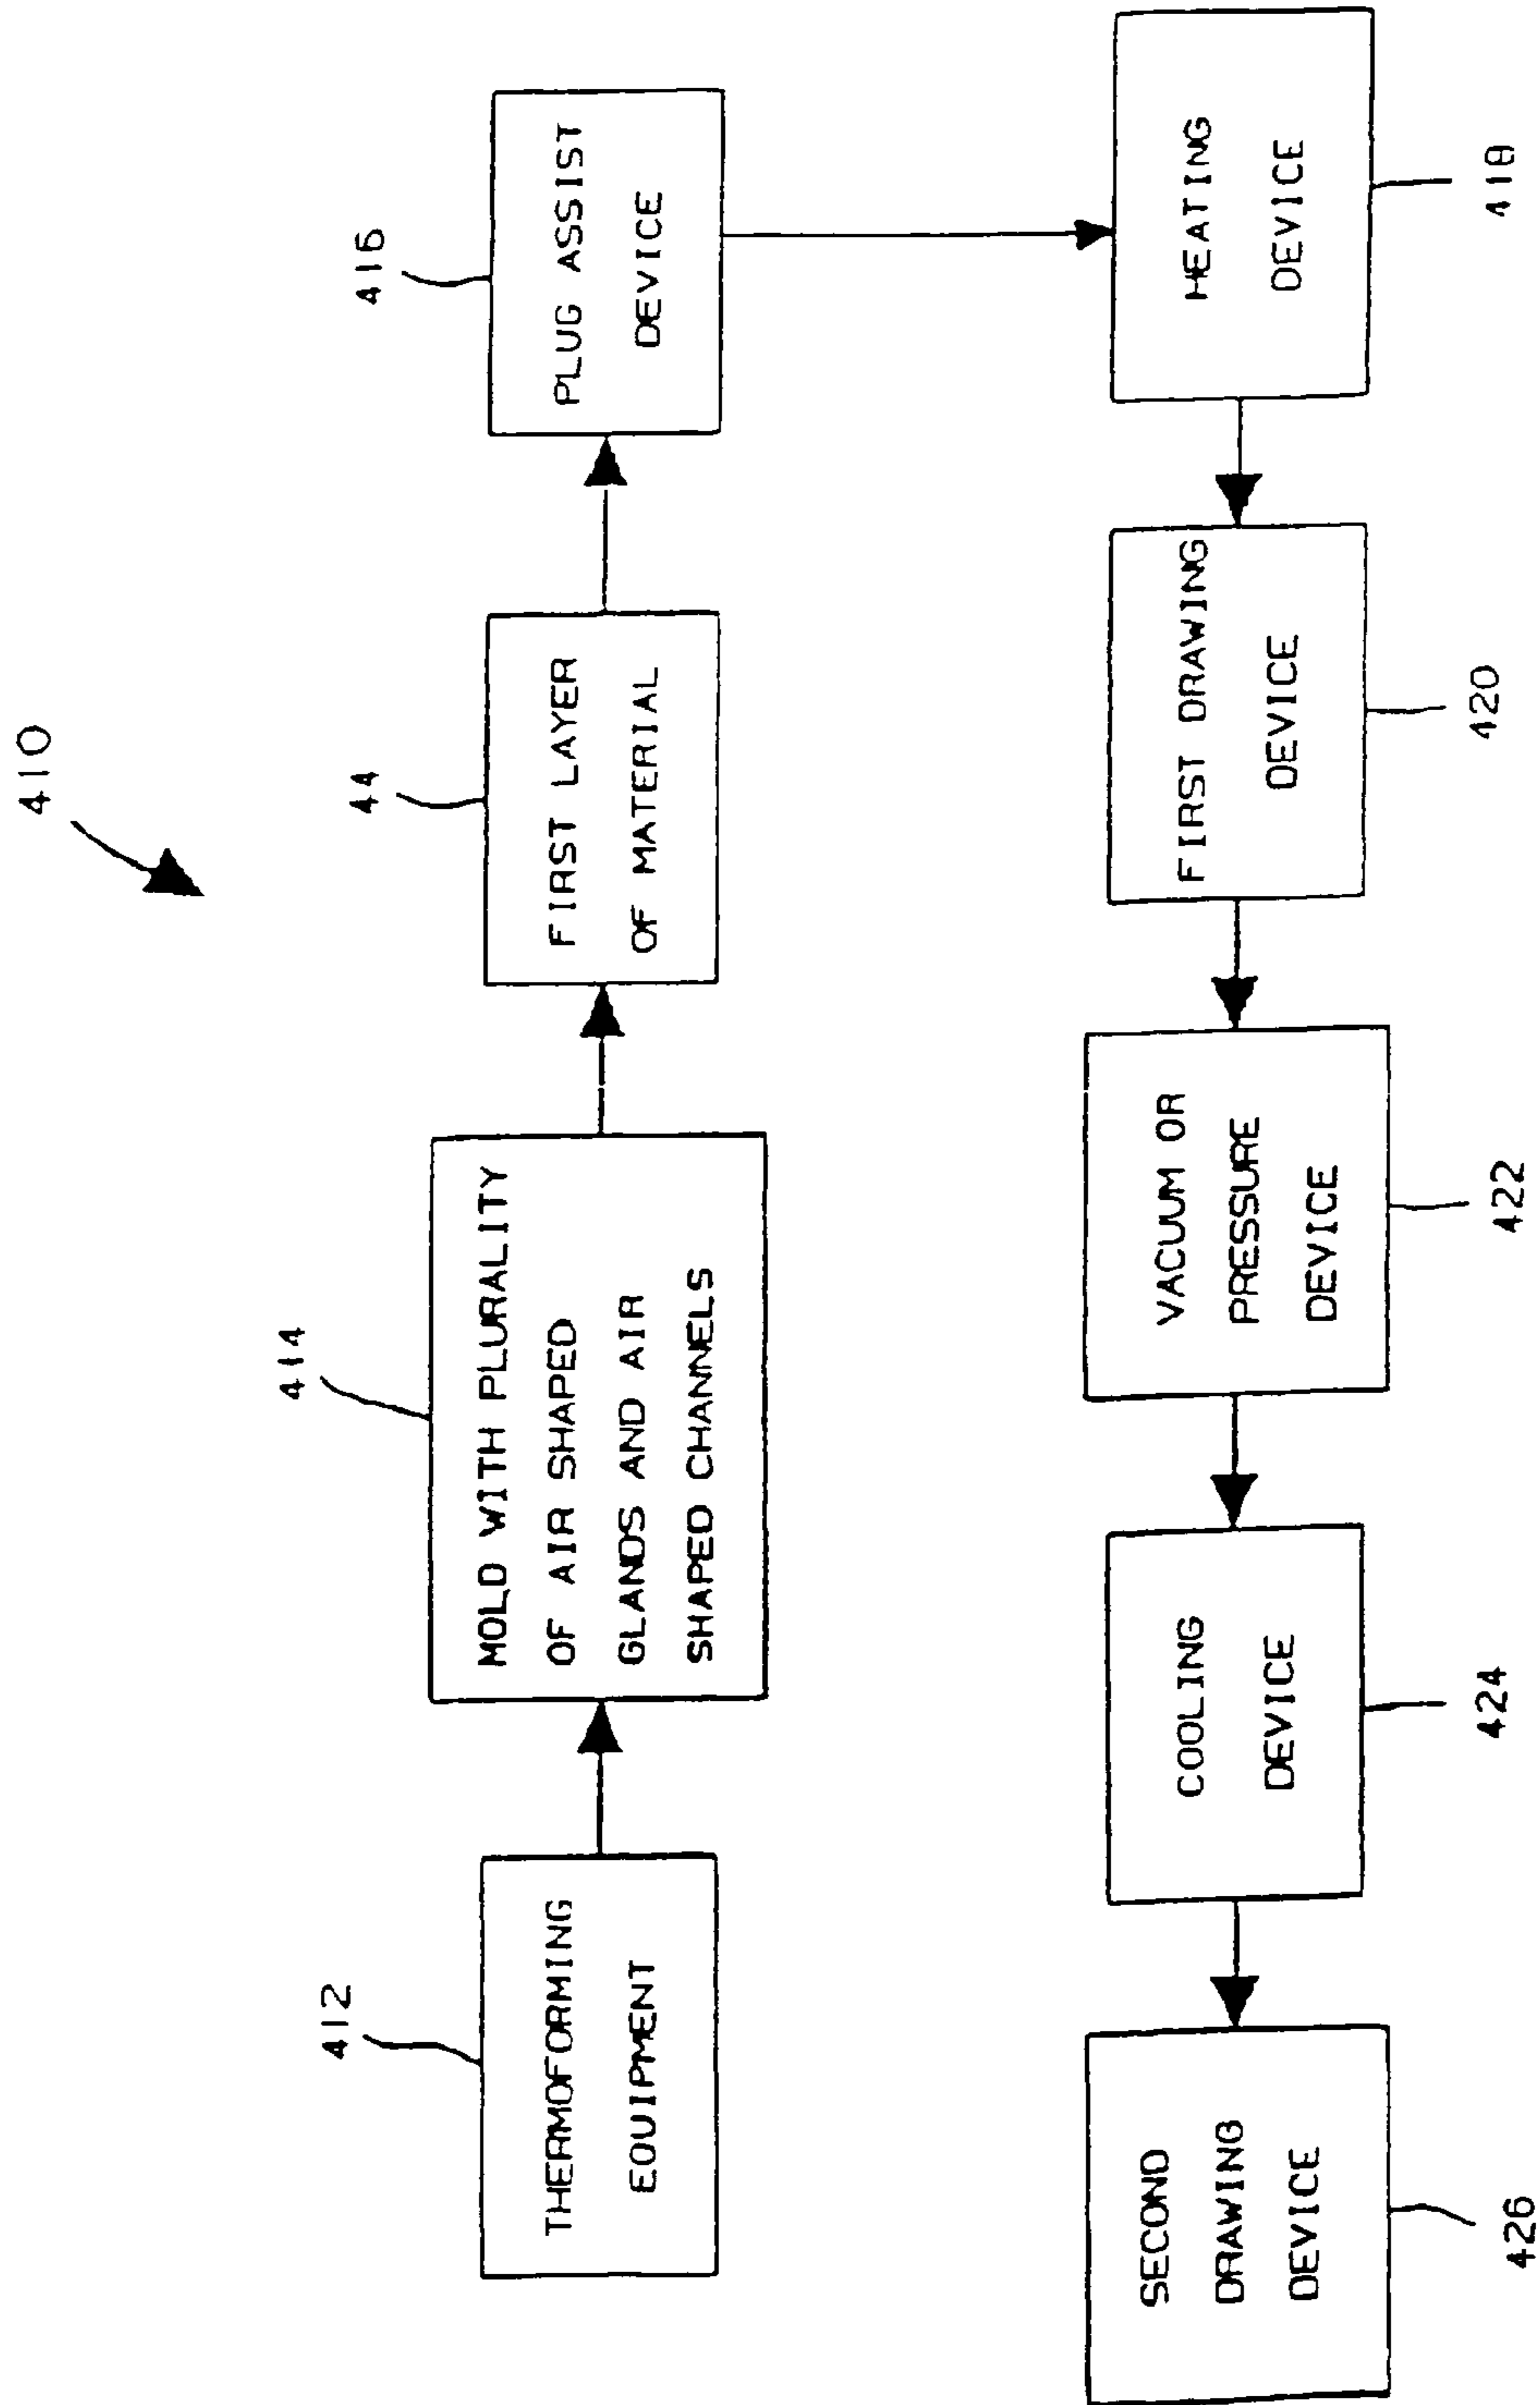 410
412
THERMOFORMING
EQUIPMENT
414
MOLD WITH PLURALITY
OF AIR SHAPED
GLANDS AND AIR
SHAPED CHANNELS
44
FIRST LAYER
OF MATERIAL
416
PLUG ASSIST
DEVICE
HEATING
DEVICE
418
FIRST DRAWING
DEVICE
420
VACUUM OR
PRESSURE
DEVICE
422
COOLING
DEVICE
424
SECOND
DRAWING
DEVICE
426